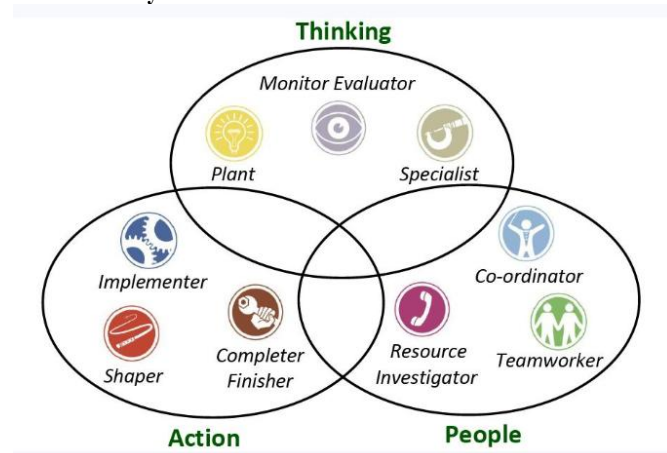 Thinking
Monitor Evaluator
Plant
Specialist
Implementer
Co-ordinator
Shaper
Completer
Finisher
Resource
Investigator
Teamworker
Action
People